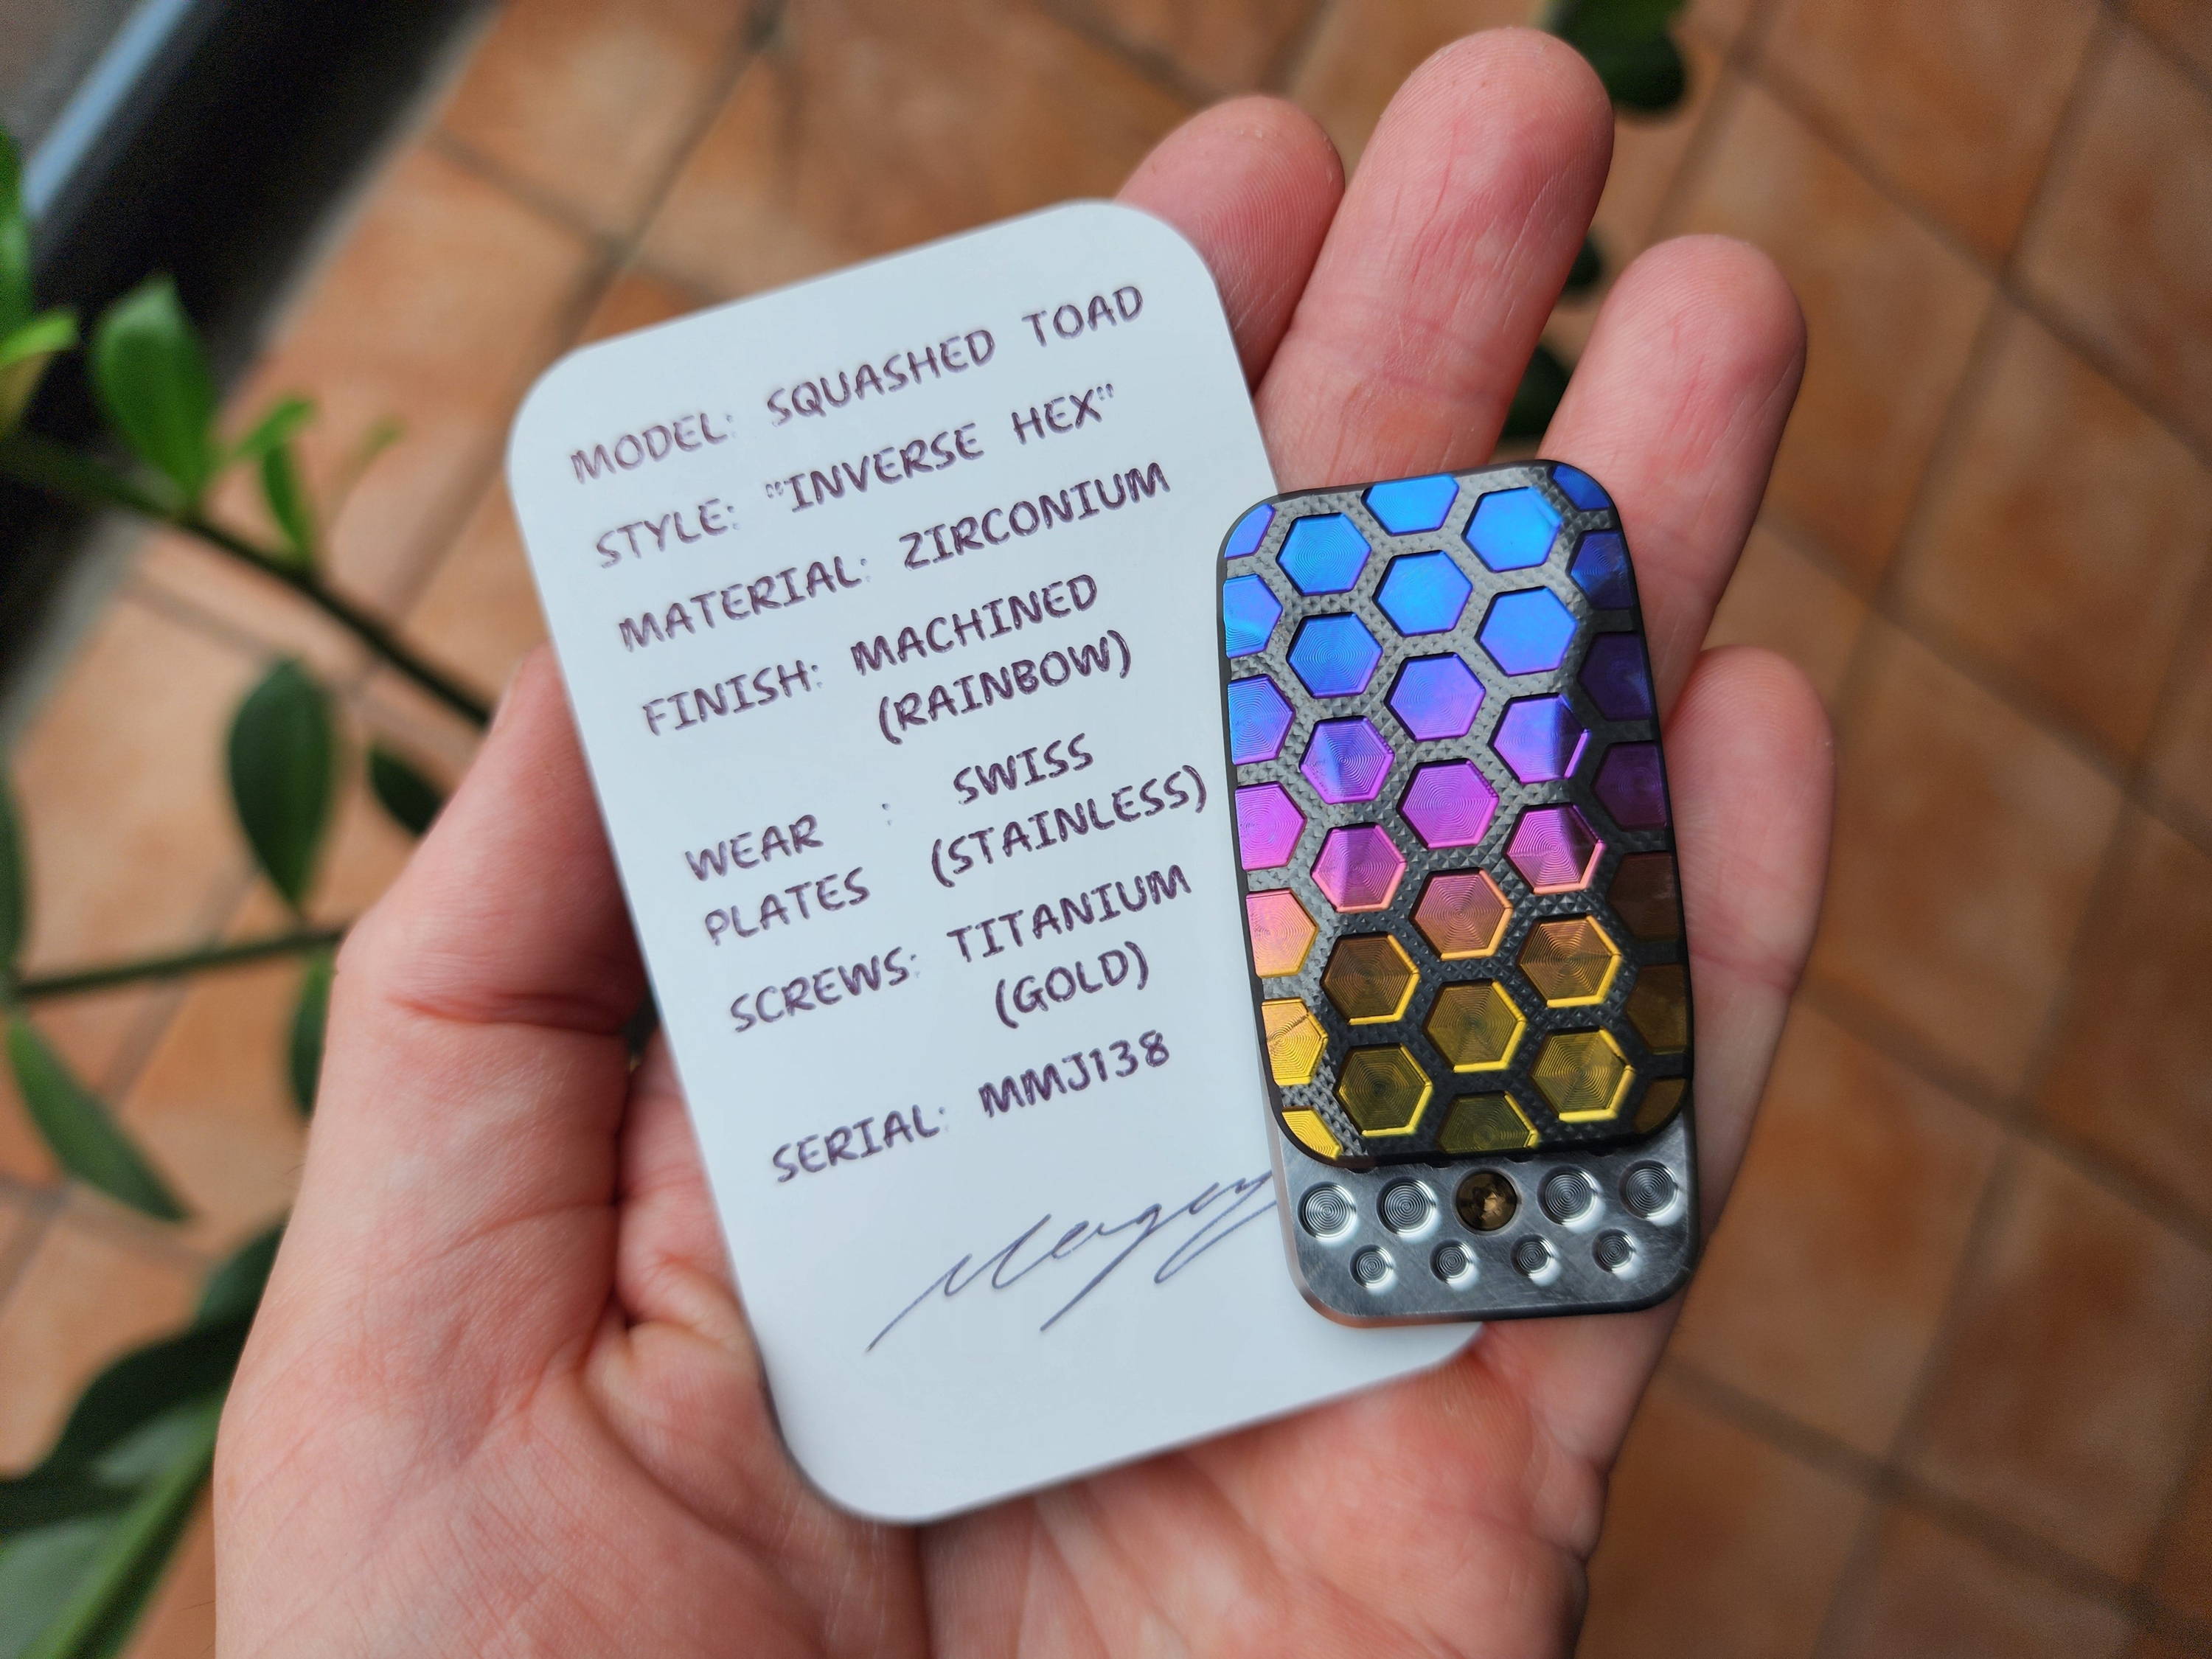 MODEL: SQUASHED TOAD
STYLE: "INVERSE HEX"
MATERIAL: ZIRCONIUM
FINISH: MACHINED
(RAINBOW)
WEAR : SWISS
PLATES (STAINLESS)
SCREWS: TITANIUM
(GOLD)
SERIAL: MMJ138